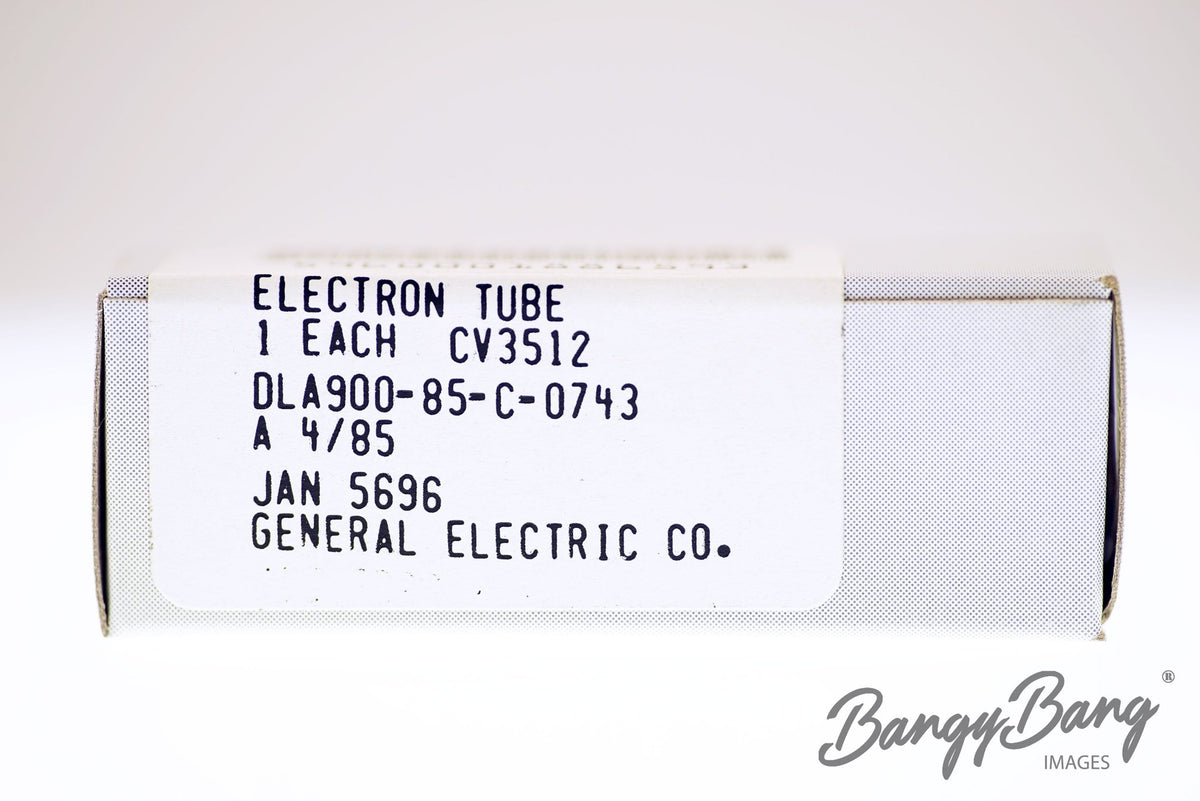 ELECTRON TUBE
1 EACH CV3512
DLA900-85-C-0743
A 4/85
JAN 5696
GENERAL ELECTRIC CO.
BangyBang®
IMAGES